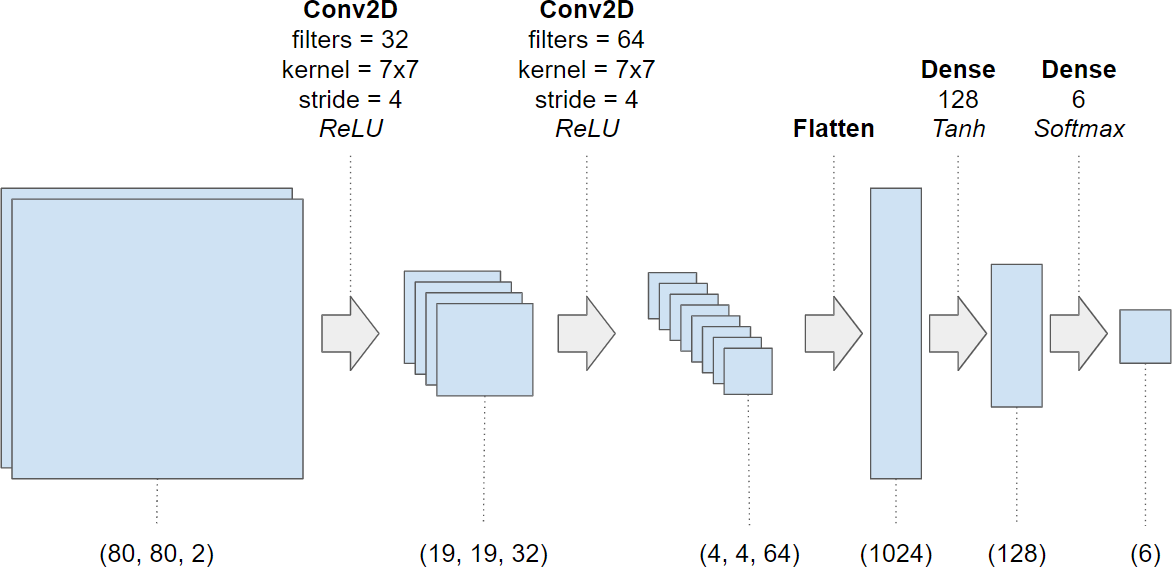 Conv2D
filters = 32
kernel = 7x7
stride = 4
ReLU
Conv2D
filters = 64
kernel = 7x7
stride = 4
ReLU
Flatten
Dense
128
Tanh
Dense
6
Softmax
(80, 80, 2)
(19, 19, 32)
(4, 4, 64)
(1024)
(128)
(6)